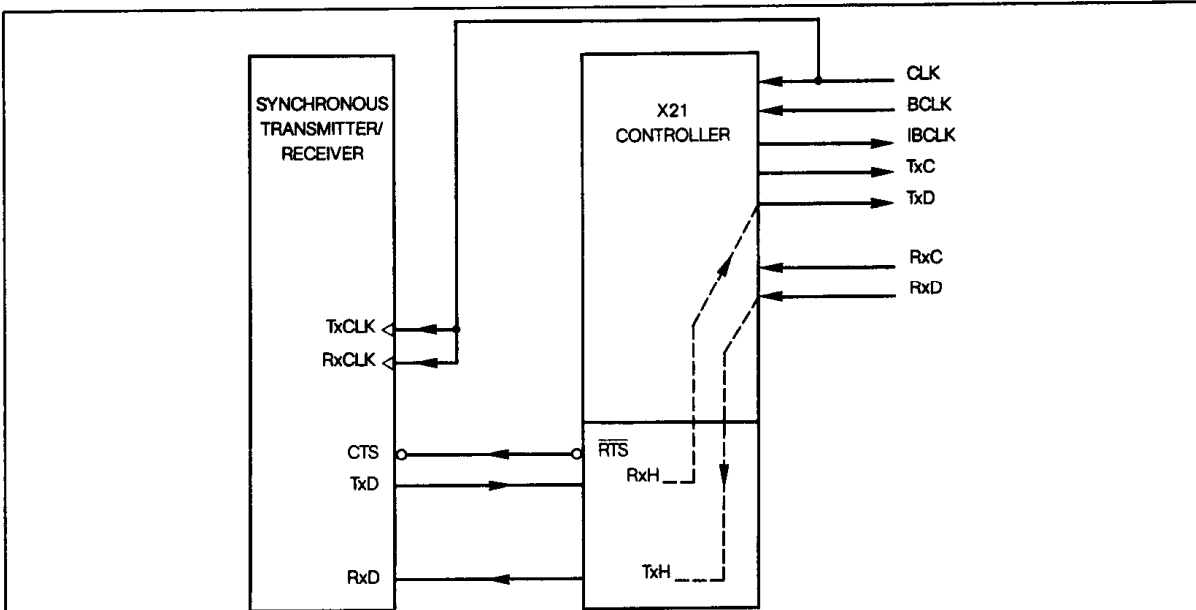 SYNCHRONOUS
TRANSMITTER/
RECEIVER
X21
CONTROLLER
CLK
BCLK
IBCLK
TxC
TxD
RxC
RxD
TxCLK
RxCLK
CTS
RTS
TxD
RxH
RxD
TxH